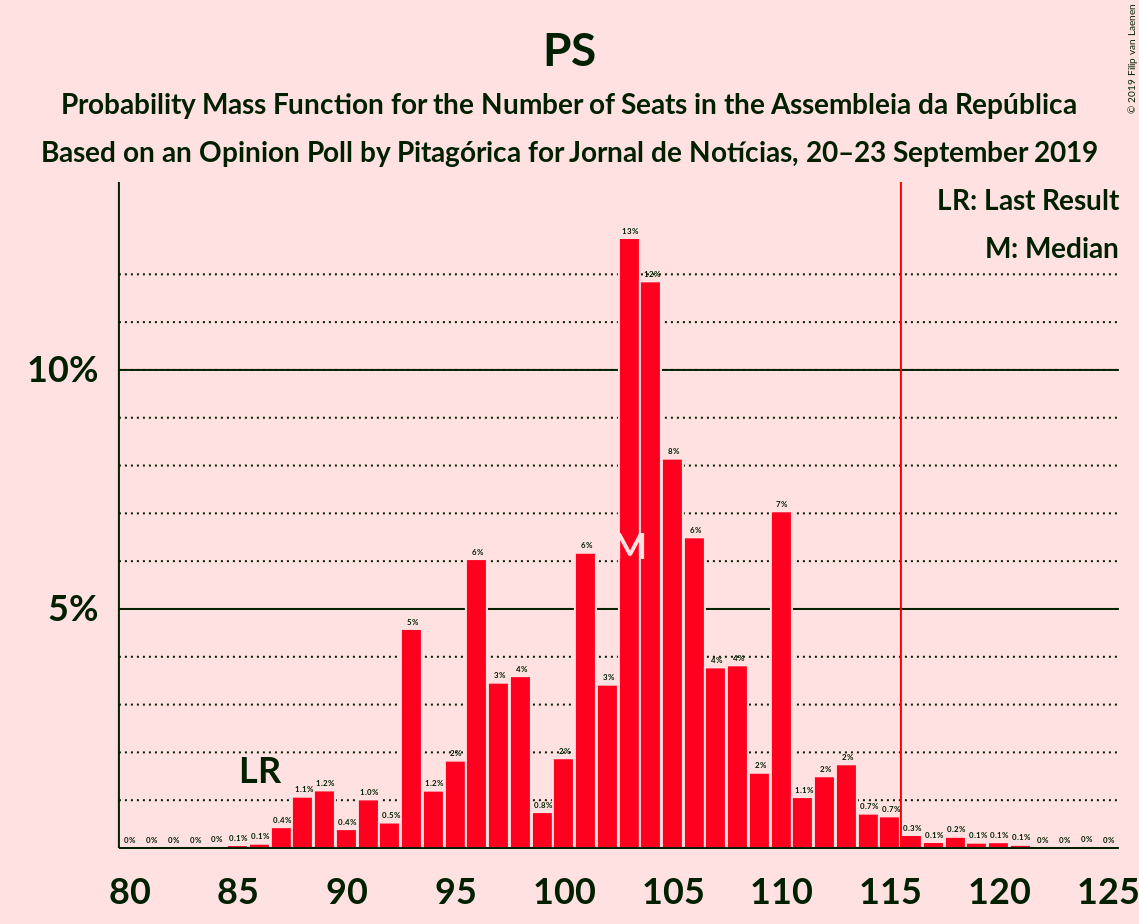 PS
Probability Mass Function for the Number of Seats in the Assembleia da República
Based on an Opinion Poll by Pitagórica for Jornal de Notícias, 20–23 September 2019
© 2019 Filip van Laenen
LR: Last Result
M: Median
10%
5%
0% 0% 0% 0% 0% 0.1% 0.1% 0.4% 1.1% 1.2% 0.4% 1.0% 0.5% 5% 1.2% 2% 6% 3% 4% 0.8% 2% 6% 3% 13% 12% 8% 6% 4% 4% 2% 7% 1.1% 2% 2% 0.7% 0.7% 0.3% 0.1% 0.2% 0.1% 0.1% 0.1% 0% 0% 0% 0%
LR
M
80 85 90 95 100 105 110 115 120 125